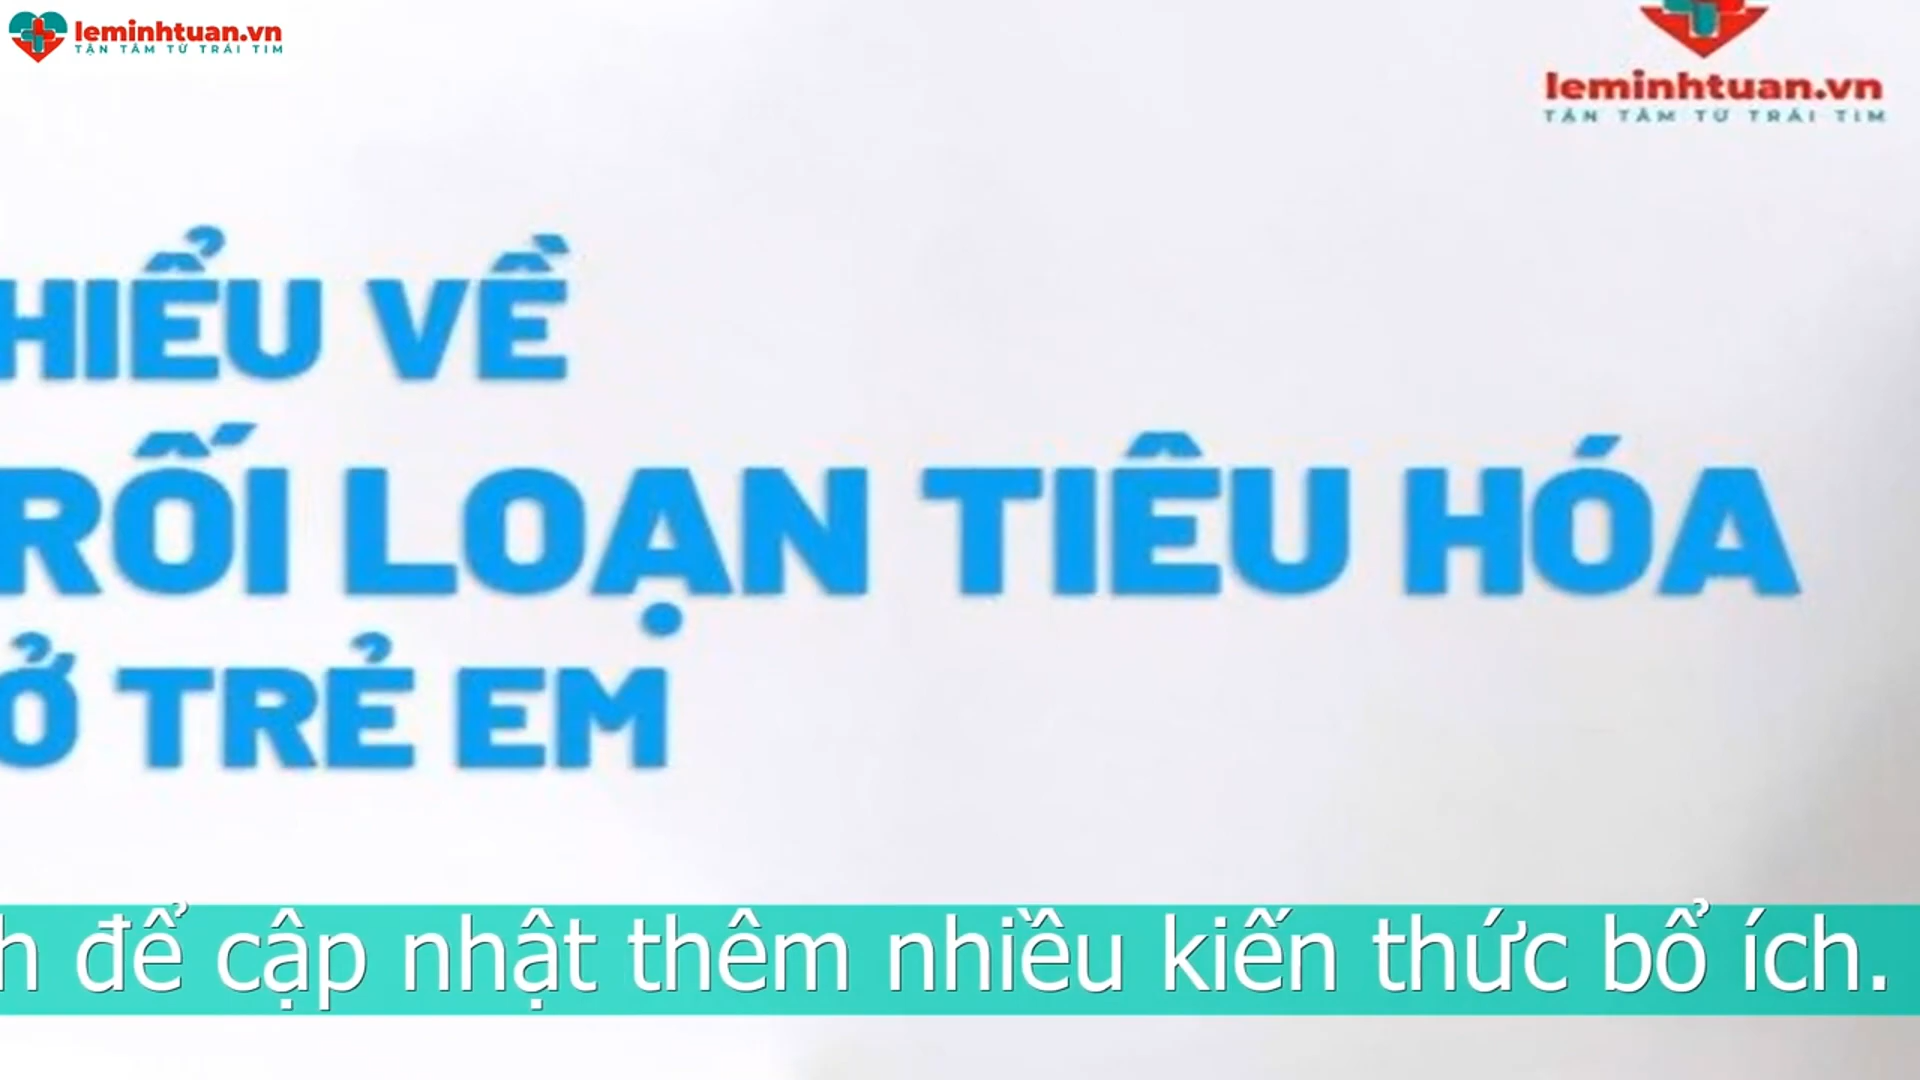 leminhtuan.vn
TẬN TÂM TỪ TRÁI TIM
leminhtuan.vn
TẬN TÂM TỪ TRÁI TIM
HIỂU VỀ
RỐI LOẠN TIÊU HÓA
Ở TRẺ EM
h để cập nhật thêm nhiều kiến thức bổ ích.